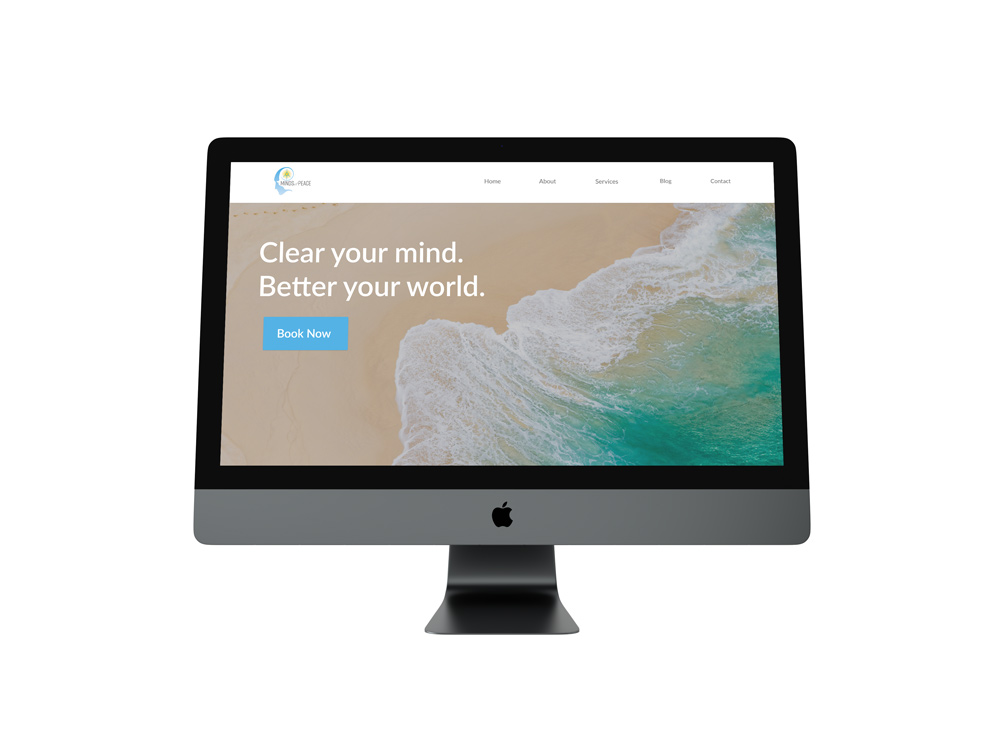 MINDS of PEACE
Home About Services Blog Contact
Clear your mind.
Better your world.
Book Now